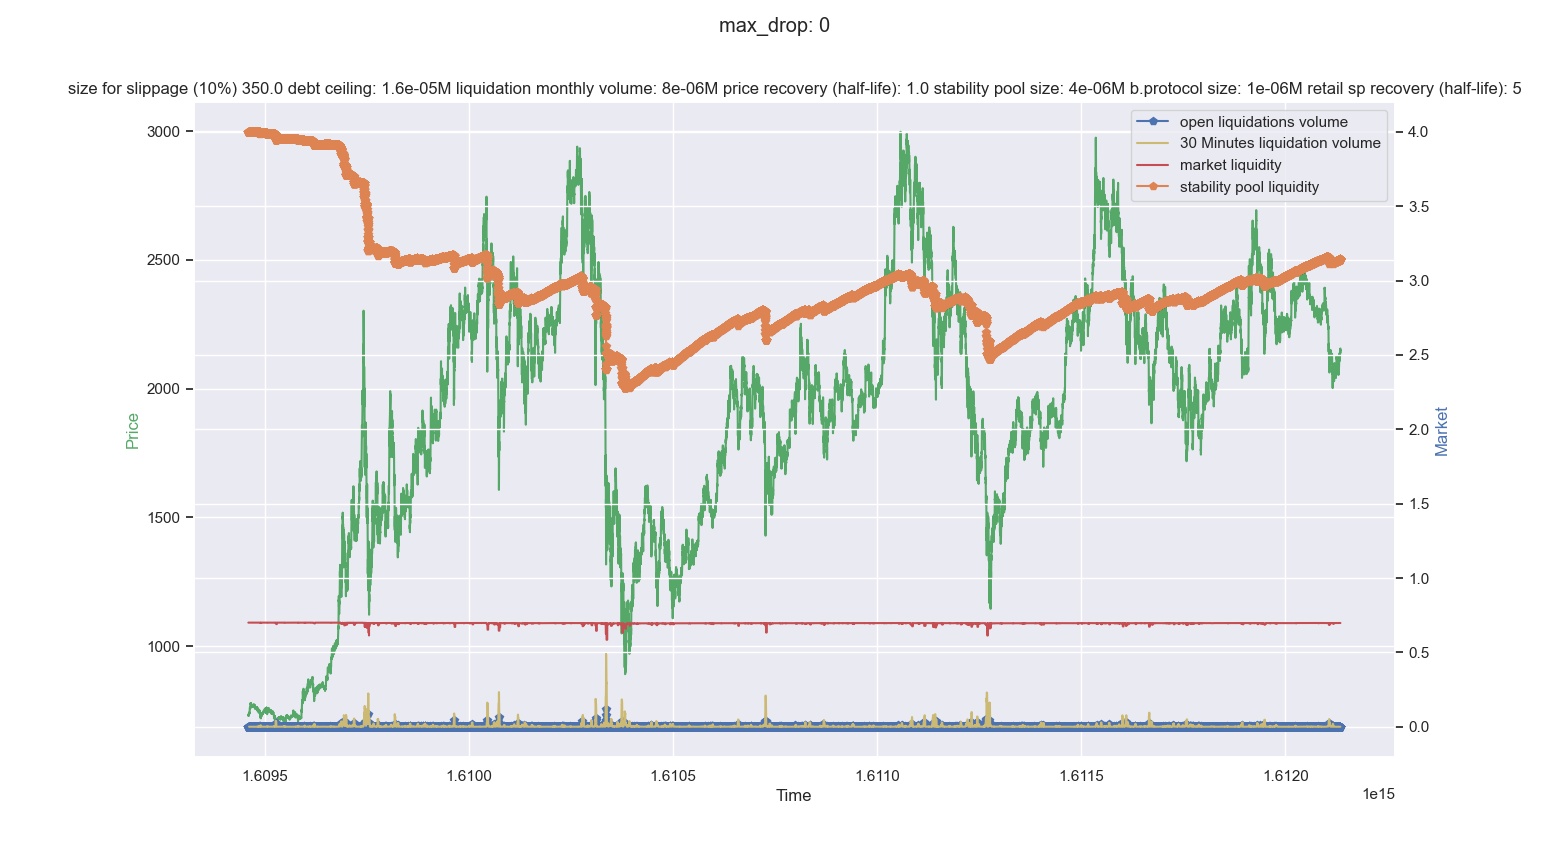 max_drop: 0
size for slippage (10%) 350.0 debt ceiling: 1.6e-05M liquidation monthly volume: 8e-06M price recovery (half-life): 1.0 stability pool size: 4e-06M b.protocol size: 1e-06M retail sp recovery (half-life): 5
open liquidations volume
30 Minutes liquidation volume
market liquidity
stability pool liquidity
3000
2500
2000
1500
1000
Price
4.0
3.5
3.0
2.5
2.0
1.5
1.0
0.5
0.0
Market
1.6095 1.6100 1.6105 1.6110 1.6115 1.6120
1e15
Time